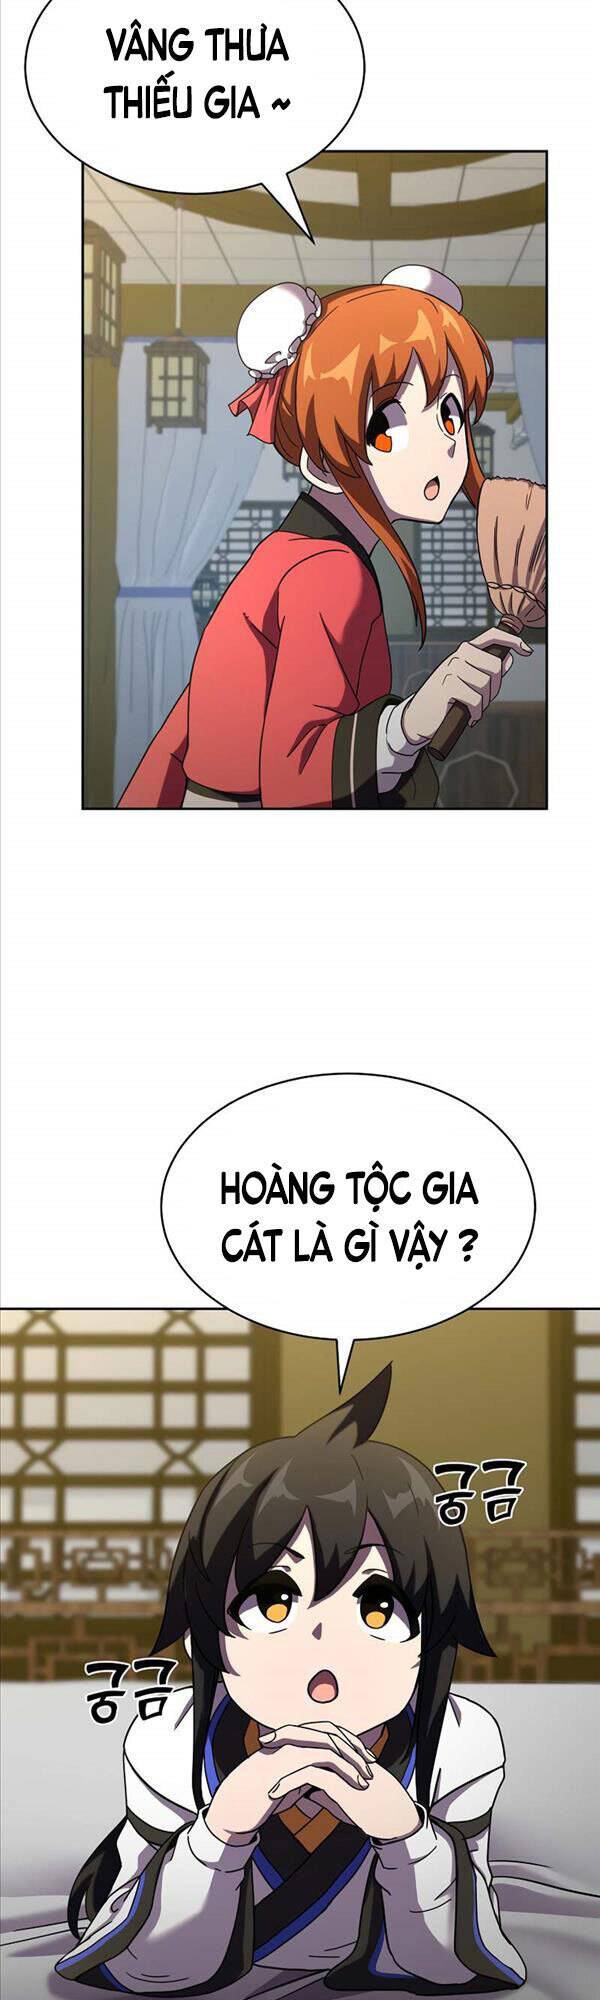 VÂNG THƯA
THIẾU GIA ~
HOÀNG TỘC GIA
CÁT LÀ GÌ VẬY ?
궁금
궁금